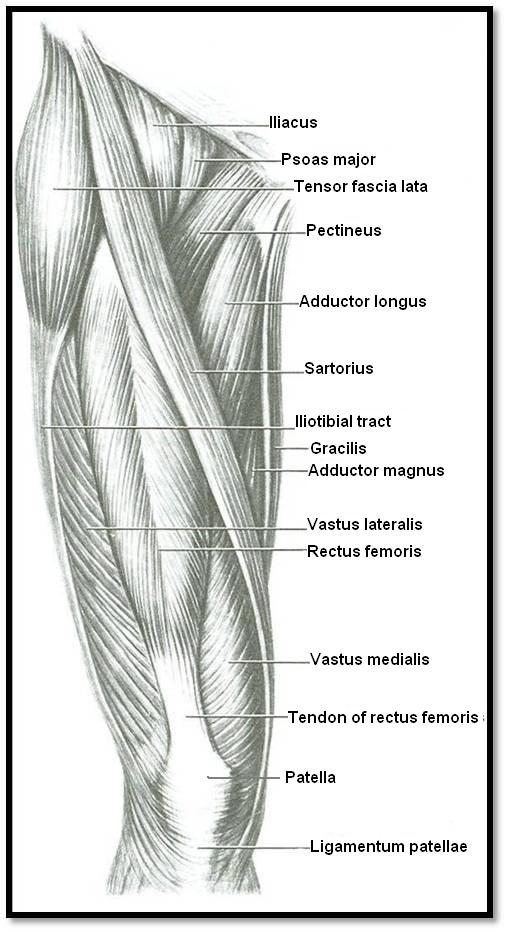 Iliacus
Psoas major
Tensor fascia lata
Pectineus
Adductor longus
Sartorius
Iliotibial tract
Gracilis
Adductor magnus
Vastus lateralis
Rectus femoris
Vastus medialis
Tendon of rectus femoris
Patella
Ligamentum patellae